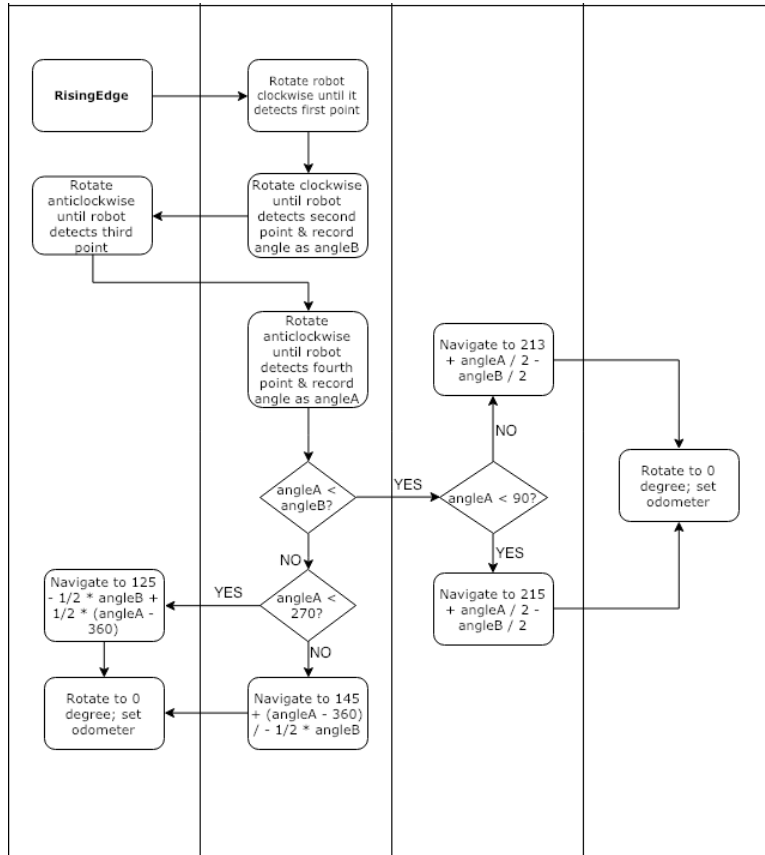 RisingEdge
Rotate robot
clockwise until it
detects first point
Rotate
anticlockwise
until robot
detects third
point
Rotate clockwise
until robot
detects second
point & record
angle as angleB
Rotate
anticlockwise
until robot
detects fourth
point & record
angle as angleA
Navigate to 213
+ angleA / 2 -
angleB / 2
NO
angleA <
angleB?
YES
angleA < 90?
Rotate to 0
degree; set
odometer
NO
YES
Navigate to 125
- 1/2 * angleB +
1/2 * (angleA -
360)
YES
angleA <
270?
Navigate to 215
+ angleA / 2 -
angleB / 2
NO
Rotate to 0
degree; set
odometer
Navigate to 145
+ (angleA - 360)
/ - 1/2 * angleB